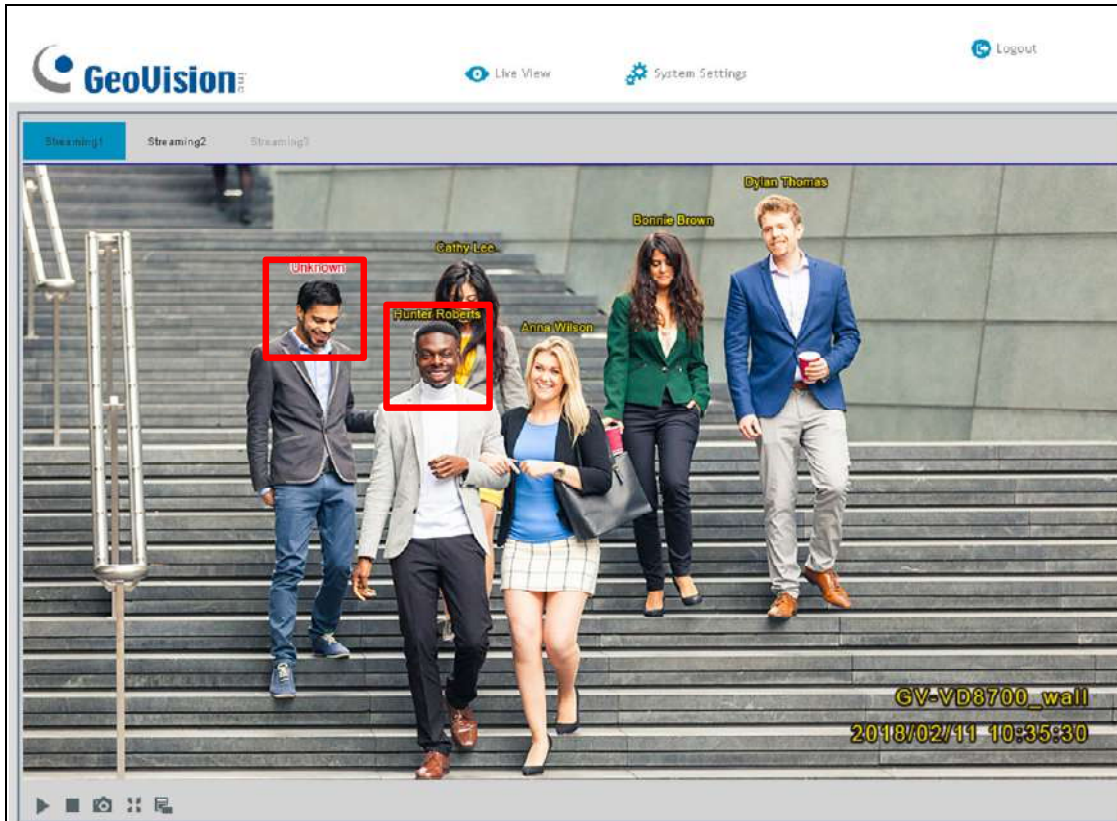 GeoVision inc
Live View
System Settings
Logout
Streaming1
Streaming2
Streaming3
Dylan Thomas
Bonnie Brown
Cathy Lee
Unknown
Hunter Roberts
Anna Wilson
GV-VD8700_wall
2018/02/11 10:35:30